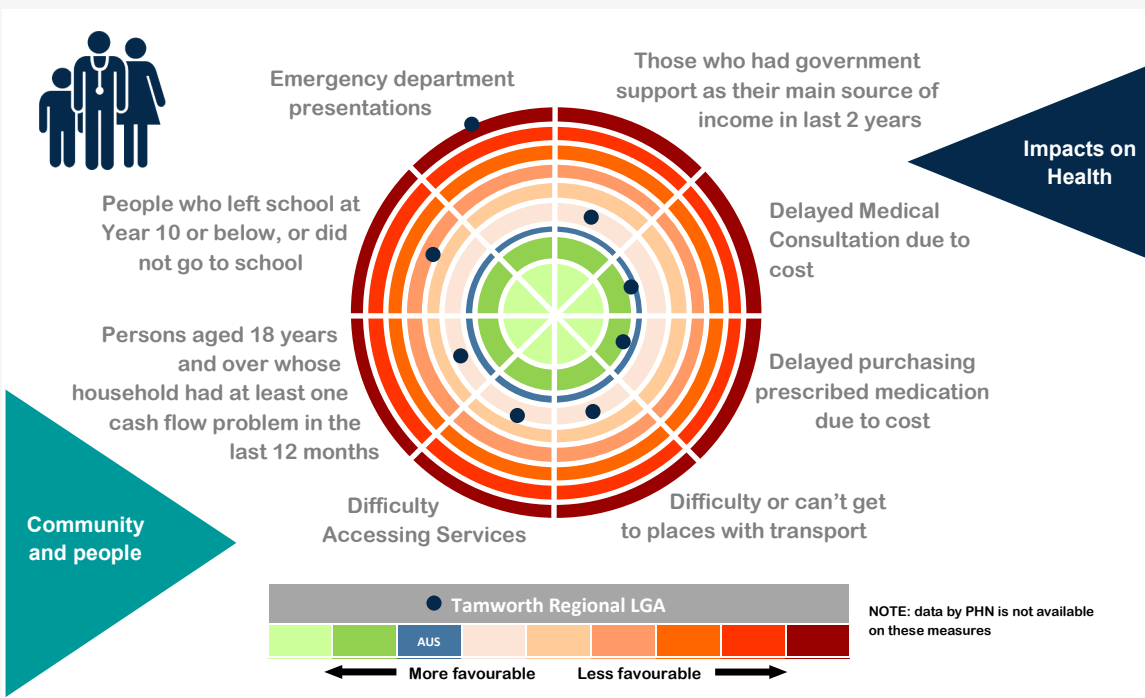 Emergency department
presentations
Those who had government
support as their main source of
income in last 2 years
Impacts on
Health
People who left school at
Year 10 or below, or did
not go to school
Delayed Medical
Consultation due to
cost
Persons aged 18 years
and over whose
household had at least one
cash flow problem in the
last 12 months
Delayed purchasing
prescribed medication
due to cost
Community
and people
Difficulty
Accessing Services
Difficulty or can’t get
to places with transport
Tamworth Regional LGA
AUS
More favourable Less favourable
NOTE: data by PHN is not available
on these measures